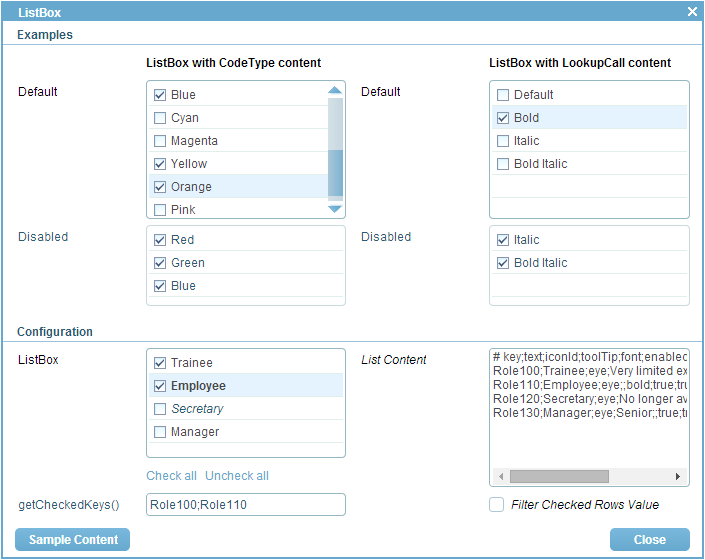 ListBox
Examples
ListBox with CodeType content
ListBox with LookupCall content
Default
Blue
Cyan
Magenta
Yellow
Orange
Pink
Default
Default
Bold
Italic
Bold Italic
Disabled
Red
Green
Blue
Disabled
Italic
Bold Italic
Configuration
ListBox
Trainee
Employee
Secretary
Manager
Check all Uncheck all
List Content
# key;text;iconId;toolTip;font;enabled
Role100;Trainee;eye;Very limited ex
Role110;Employee;eye;;bold;true;tru
Role120;Secretary;eye;No longer av
Role130;Manager;eye;Senior;;true;t
getCheckedKeys()
Role100;Role110
Filter Checked Rows Value
Sample Content
Close